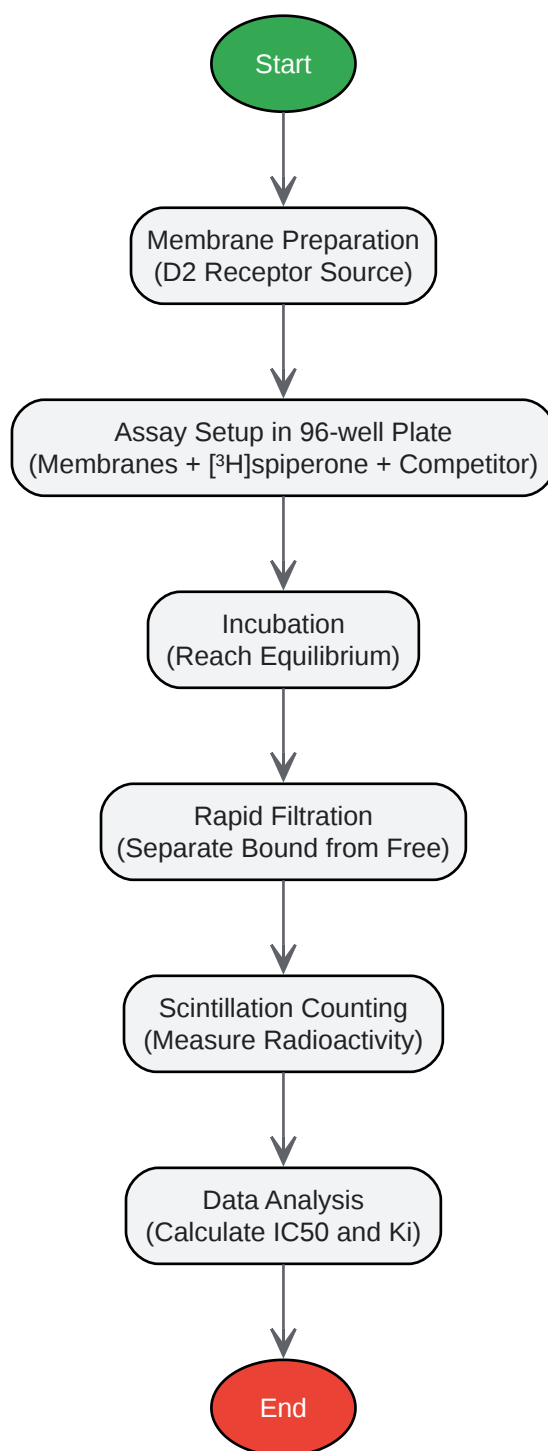 Start
Membrane Preparation
(D2 Receptor Source)
Assay Setup in 96-well Plate
(Membranes + [³H]spiperone + Competitor)
Incubation
(Reach Equilibrium)
Rapid Filtration
(Separate Bound from Free)
Scintillation Counting
(Measure Radioactivity)
Data Analysis
(Calculate IC50 and Ki)
End